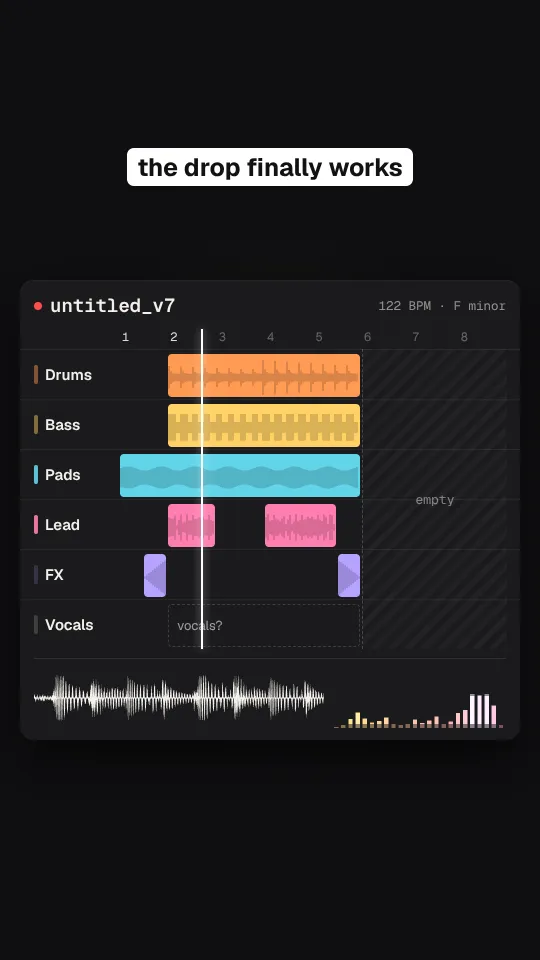 the drop finally works
untitled_v7
122 BPM · F minor
1 2 3 4 5 6 7 8
Drums
Bass
Pads
empty
Lead
FX
Vocals
vocals?